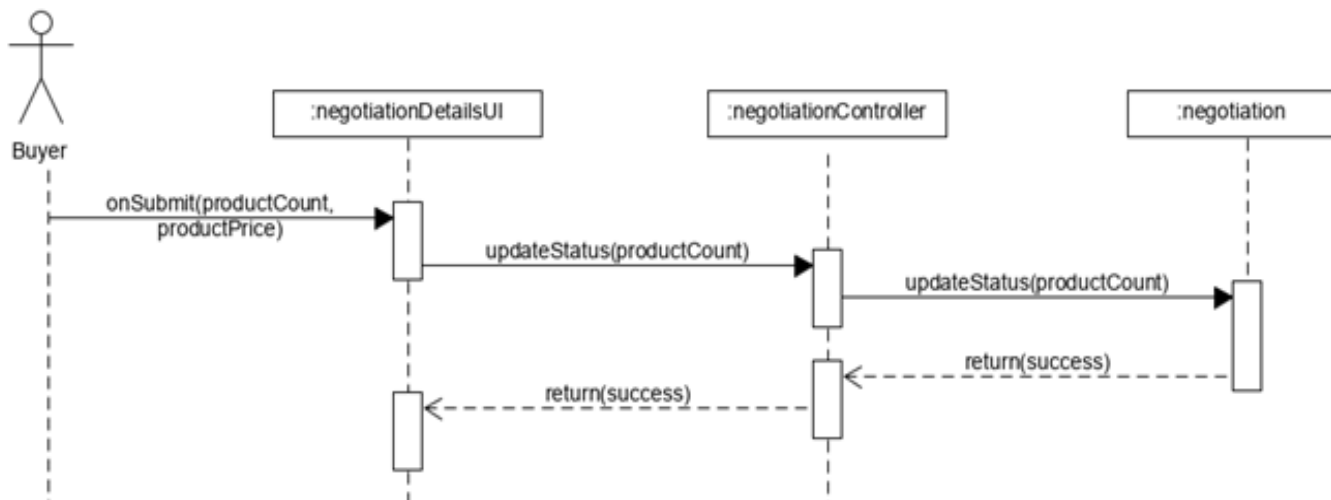 :negotiationDetailsUI
:negotiationController
:negotiation
Buyer
onSubmit(productCount,
productPrice)
updateStatus(productCount)
updateStatus(productCount)
return(success)
return(success)